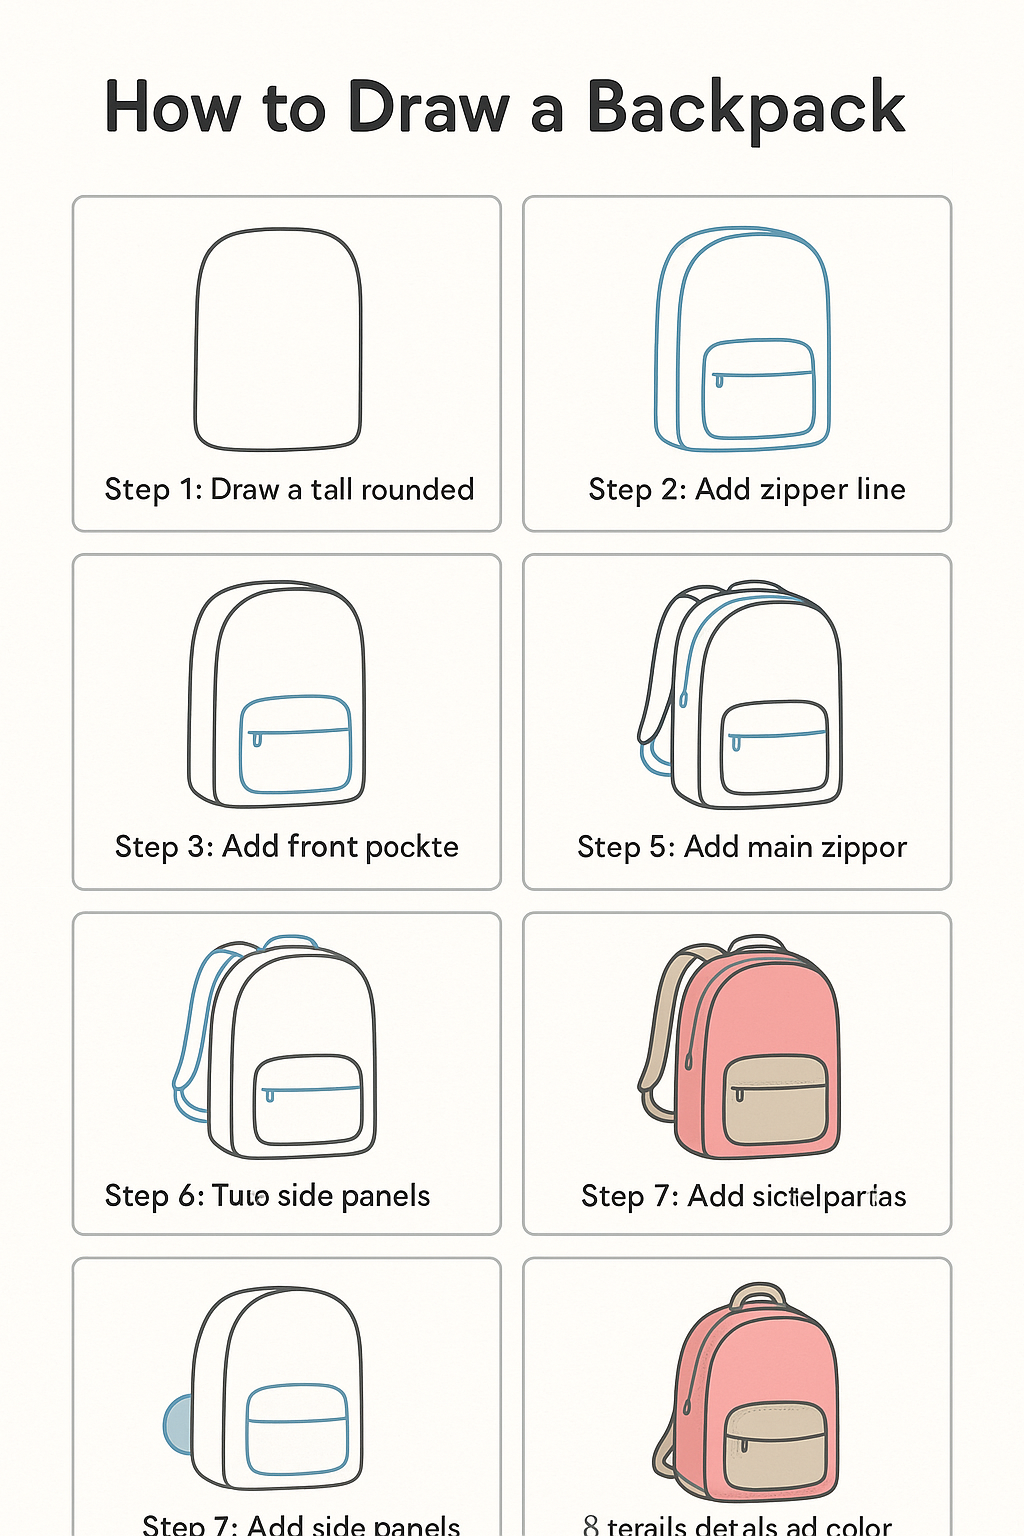 How to Draw a Backpack
Step 1: Draw a tall rounded
Step 2: Add zipper line
Step 3: Add front pockte
Step 5: Add main zippor
Step 6: Tuɩo side panels
Step 7: Add
Step 7: Add side panels
8 terails detals ad color